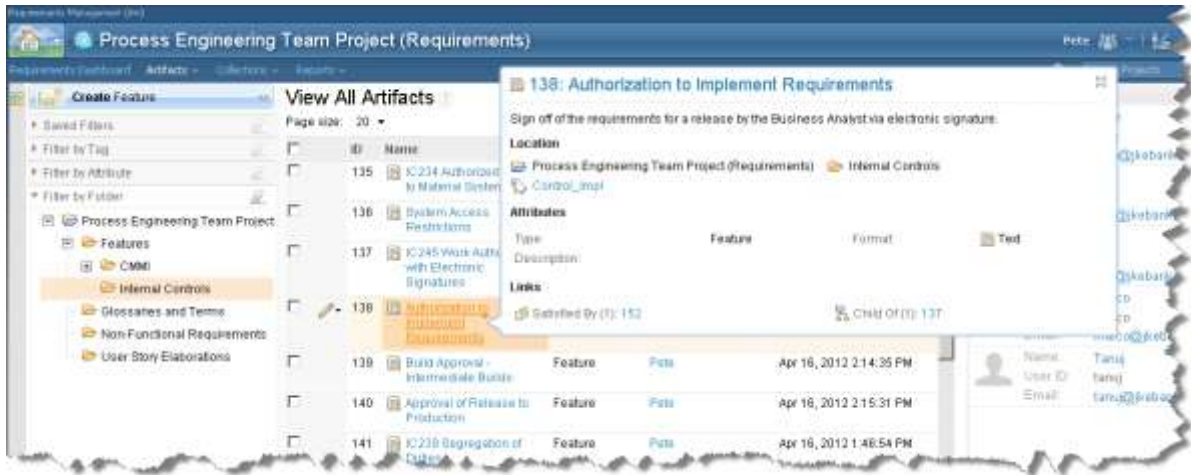 Requirements Management (/rm)
Process Engineering Team Project (Requirements)
Pete
Requirements Dashboard Artifacts Collections Reports
Projects
Create Feature
View All Artifacts
Saved Filters
Page size: 20
Filter by Tag
ID Name
Filter by Attribute
Filter by Folder
Process Engineering Team Project
Features
CMMI
Internal Controls
Glossaries and Terms
Non-Functional Requirements
User Story Elaborations
135 IC234 Authorized
to Material System
136 System Access
Restrictions
137 IC245 Work Autho
with Electronic
Signatures
138 Authorization to
Implement
Requirements
139 Build Approval - Feature Pete Apr 16, 2012 2:14:35 PM
Intermediate Builds
140 Approval of Release to Feature Pete Apr 16, 2012 2:15:31 PM
Production
141 IC238 Segregation of Feature Pete Apr 16, 2012 1:46:54 PM
Duties
138: Authorization to Implement Requirements
Sign off of the requirements for a release by the Business Analyst via electronic signature.
Location
Process Engineering Team Project (Requirements) Internal Controls
Control_Impl
Attributes
Type: Feature Format: Text
Description:
Links
Satisfied By (1): 152 Child Of (1): 137
Name: Tanuj
User ID: tanuj
Email: